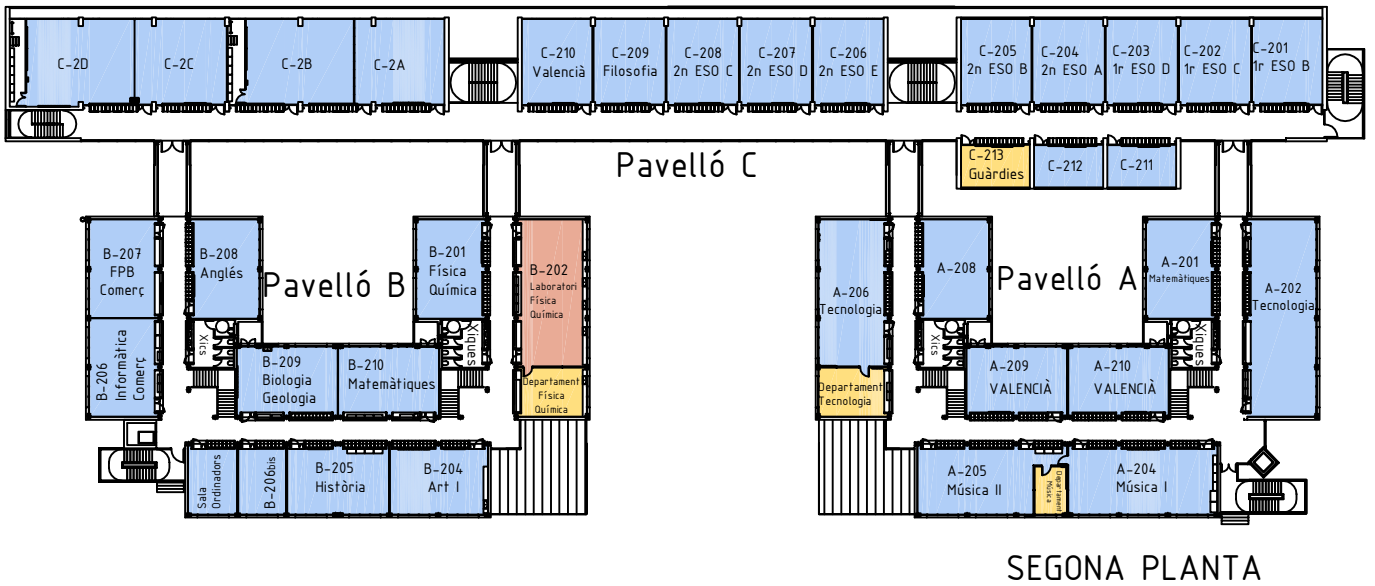 C-2D
C-2C
C-2B
C-2A
C-210
Valencià
C-209
Filosofia
C-208
2n ESO C
C-207
2n ESO D
C-206
2n ESO E
C-205
2n ESO B
C-204
2n ESO A
C-203
1r ESO D
C-202
1r ESO C
C-201
1r ESO B
Pavelló C
C-213
Guàrdies
C-212
C-211
B-207
FPB
Comerç
B-208
Anglés
Pavelló B
B-201
Física
Química
B-202
Laboratori
Física
Química
A-206
Tecnologia
A-208
Pavelló A
A-201
Matemàtiques
A-202
Tecnologia
B-206
Informàtica
Comerç
Xics
B-209
Biologia
Geologia
B-210
Matemàtiques
Xiques
Departament
Física
Química
Departament
Tecnologia
Xics
A-209
VALENCIÀ
A-210
VALENCIÀ
Xiques
Sala
Ordinadors
B-206bis
B-205
Història
B-204
Art I
A-205
Música II
Departament
Música
A-204
Música I
SEGONA PLANTA